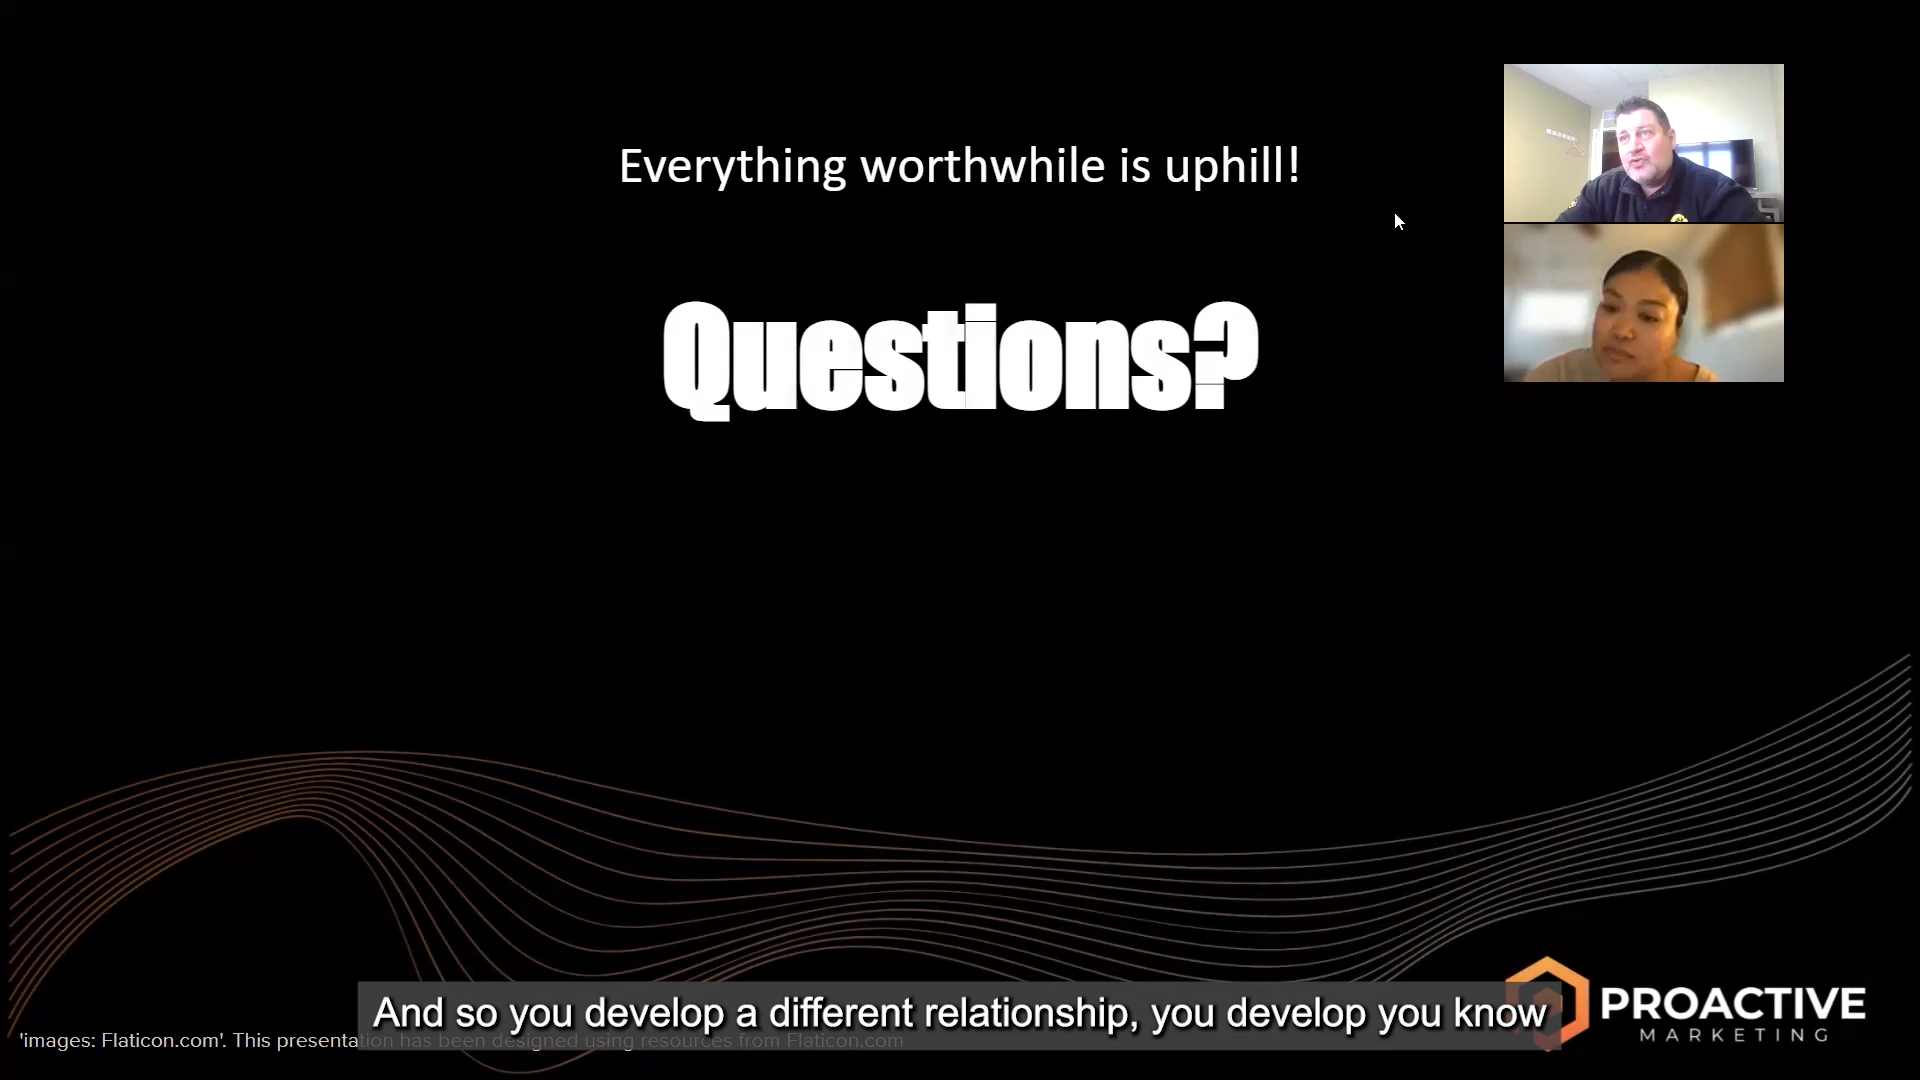 Everything worthwhile is uphill!
Questions?
And so you develop a different relationship, you develop you know
'images: Flaticon.com'. This presentation has been designed using resources from Flaticon.com
PROACTIVE
MARKETING